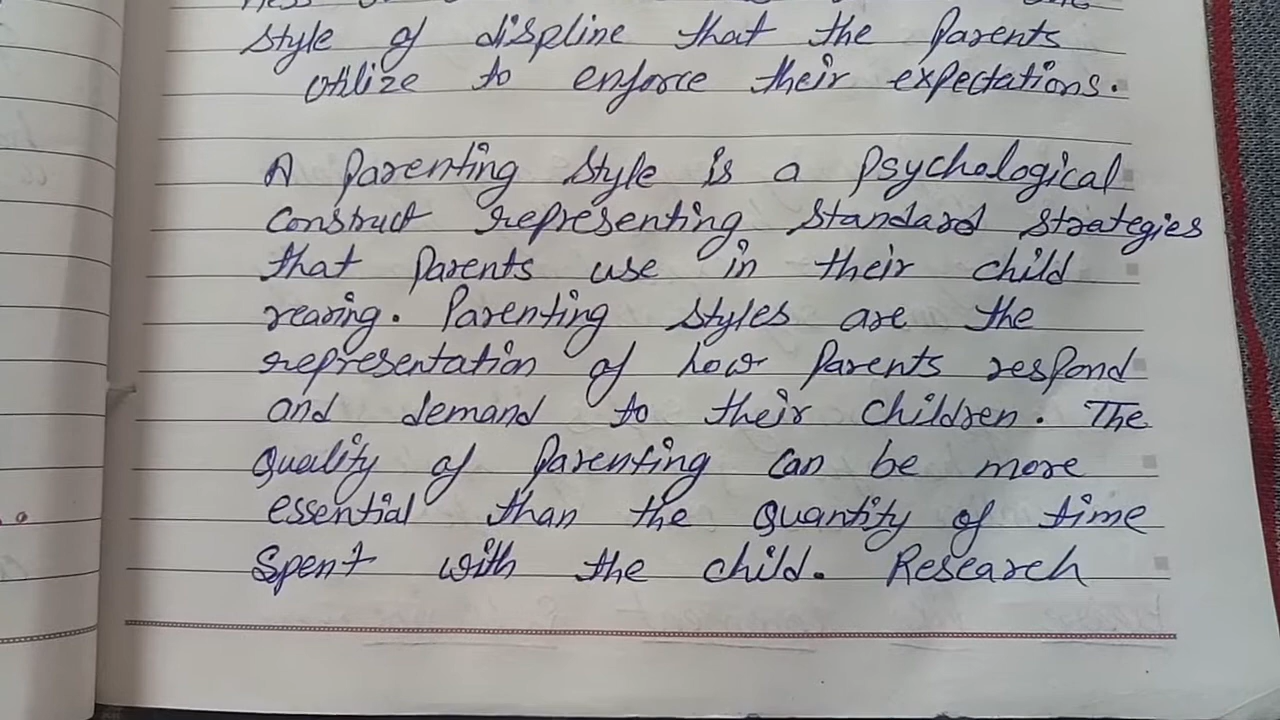 style of displine that the Parents
utilize to enforce their expectations.
A Parenting style is a Psychological
construct representing standard strategies
that Parents use in their child
rearing. Parenting styles are the
representation of how Parents respond
and demand to their children. The
Quality of Parenting can be more
essential than the Quantity of time
Spent with the child. Research